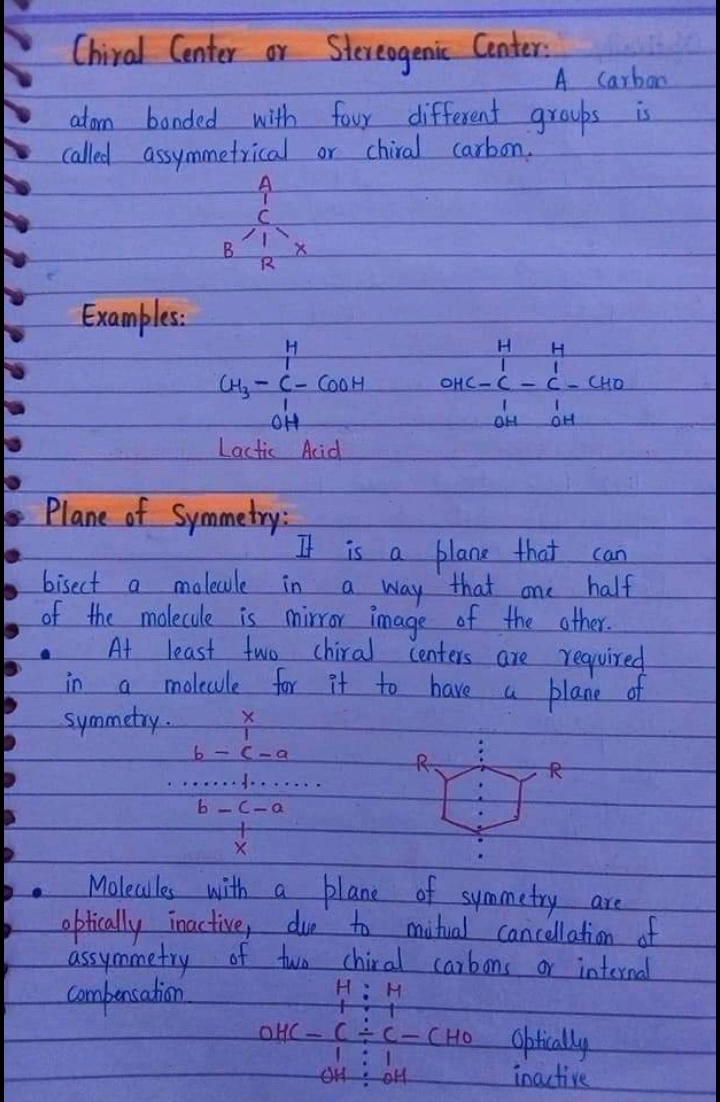 Chiral Center or Stereogenic Center:
A carbon
atom bonded with four different groups is
called assymmetrical or chiral carbon.
A
C
B R X
Examples:
H H H
CH3 - C - COOH OHC - C - C - CHO
OH OH OH
Lactic Acid
Plane of Symmetry:
It is a plane that can
bisect a molecule in a way that one half
of the molecule is mirror image of the other.
• At least two chiral centers are required
in a molecule for it to have a plane of
symmetry.
X
b - C - a
R R
b - C - a
X
• Molecules with a plane of symmetry are
optically inactive, due to mutual cancellation of
assymmetry of two chiral carbons or internal
compensation
H H
OHC - C - C - CHO Optically
OH OH inactive